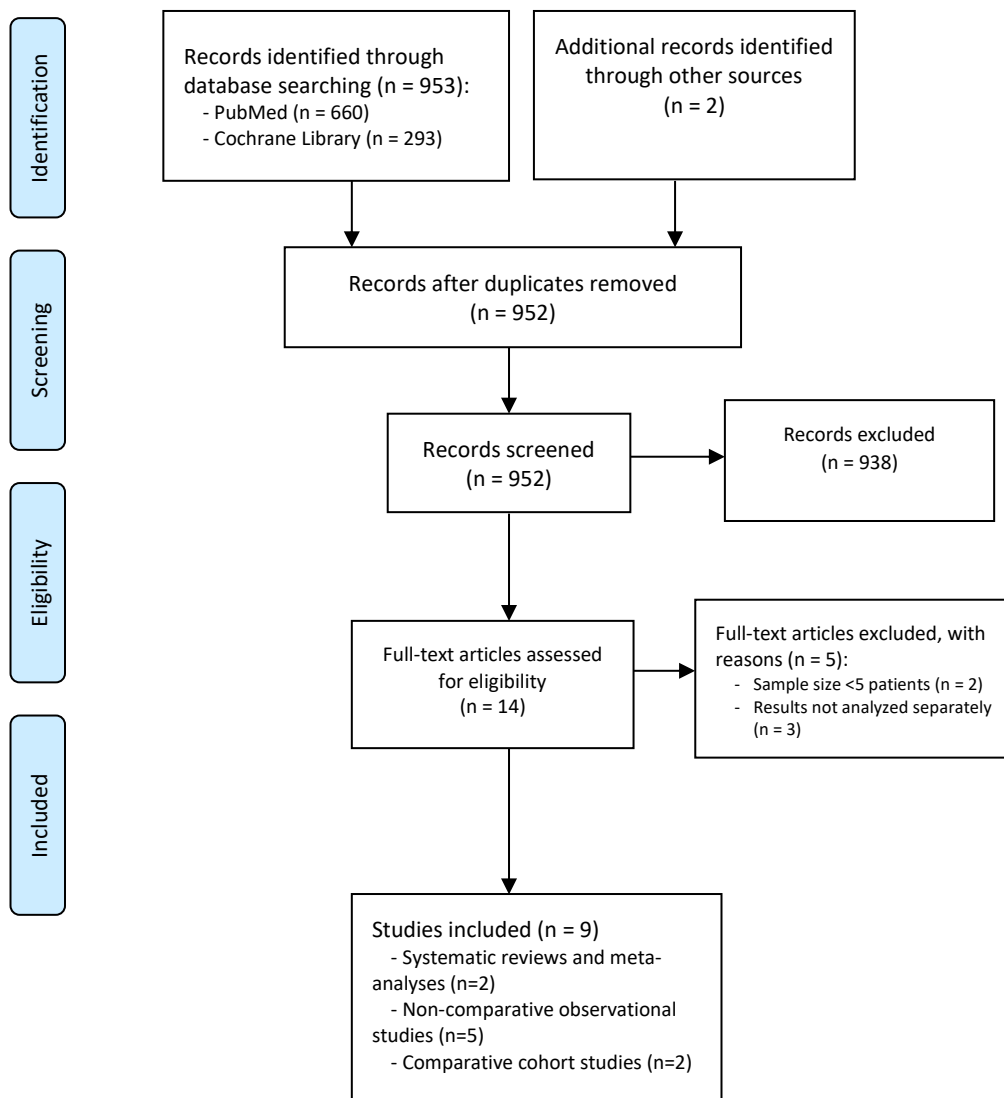 Identification
Records identified through
database searching (n = 953):
- PubMed (n = 660)
- Cochrane Library (n = 293)
Additional records identified
through other sources
(n = 2)
Screening
Records after duplicates removed
(n = 952)
Records screened
(n = 952)
Records excluded
(n = 938)
Eligibility
Full-text articles assessed
for eligibility
(n = 14)
Full-text articles excluded, with
reasons (n = 5):
- Sample size <5 patients (n = 2)
- Results not analyzed separately
(n = 3)
Included
Studies included (n = 9)
- Systematic reviews and meta-
analyses (n=2)
- Non-comparative observational
studies (n=5)
- Comparative cohort studies (n=2)